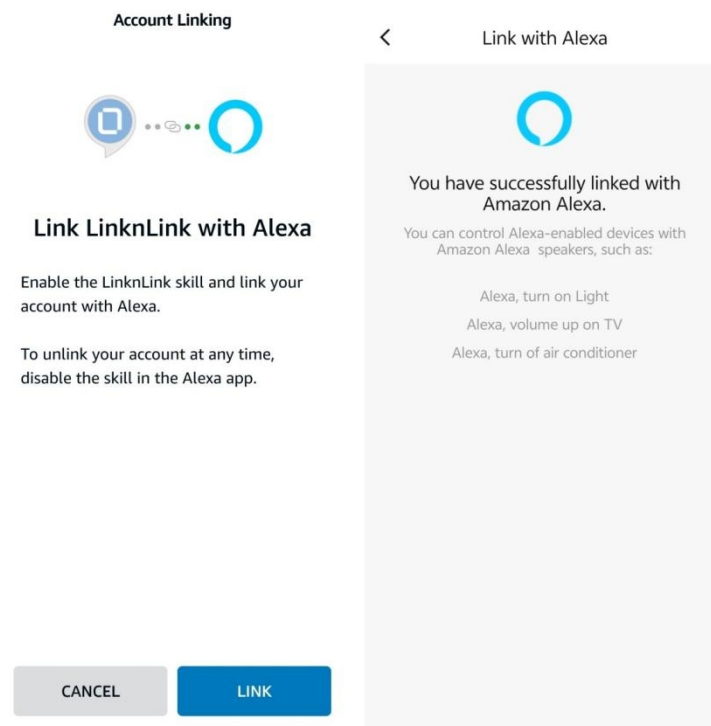 Account Linking
Link LinknLink with Alexa
Enable the LinknLink skill and link your
account with Alexa.
To unlink your account at any time,
disable the skill in the Alexa app.
CANCEL
LINK
Link with Alexa
You have successfully linked with
Amazon Alexa.
You can control Alexa-enabled devices with
Amazon Alexa speakers, such as:
Alexa, turn on Light
Alexa, volume up on TV
Alexa, turn of air conditioner